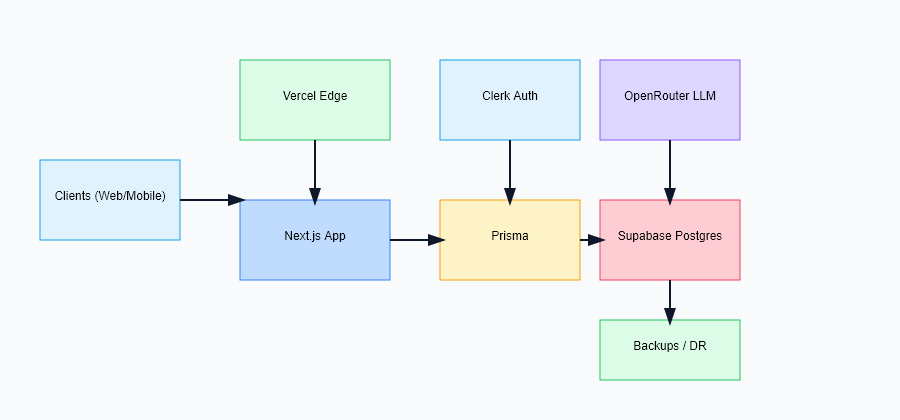 Vercel Edge
Clerk Auth
OpenRouter LLM
Clients (Web/Mobile)
Next.js App
Prisma
Supabase Postgres
Backups / DR